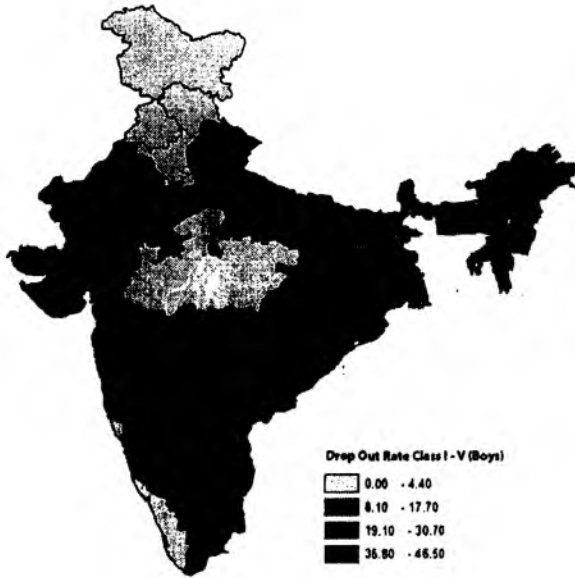 Drop Out Rate Class I - V (Boys)
0.00 - 4.40
8.10 - 17.70
19.10 - 30.70
36.80 - 46.50